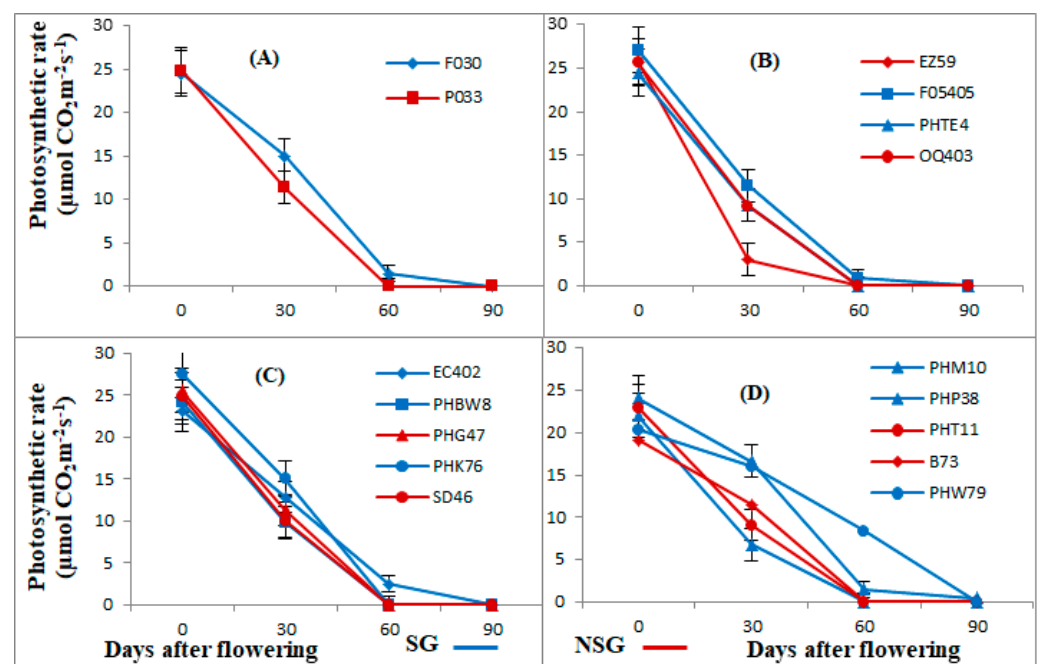 Photosynthetic rate
(µmol CO₂m⁻²s⁻¹)
30
25
20
15
10
5
0
0 30 60 90
(A)
F030
P033
30
25
20
15
10
5
0
0 30 60 90
(B)
EZ59
F05405
PHTE4
OQ403
Photosynthetic rate
(µmol CO₂m⁻²s⁻¹)
30
25
20
15
10
5
0
0 30 60 90
(C)
EC402
PHBW8
PHG47
PHK76
SD46
Days after flowering
SG
30
25
20
15
10
5
0
0 30 60 90
(D)
PHM10
PHP38
PHT11
B73
PHW79
NSG
Days after flowering